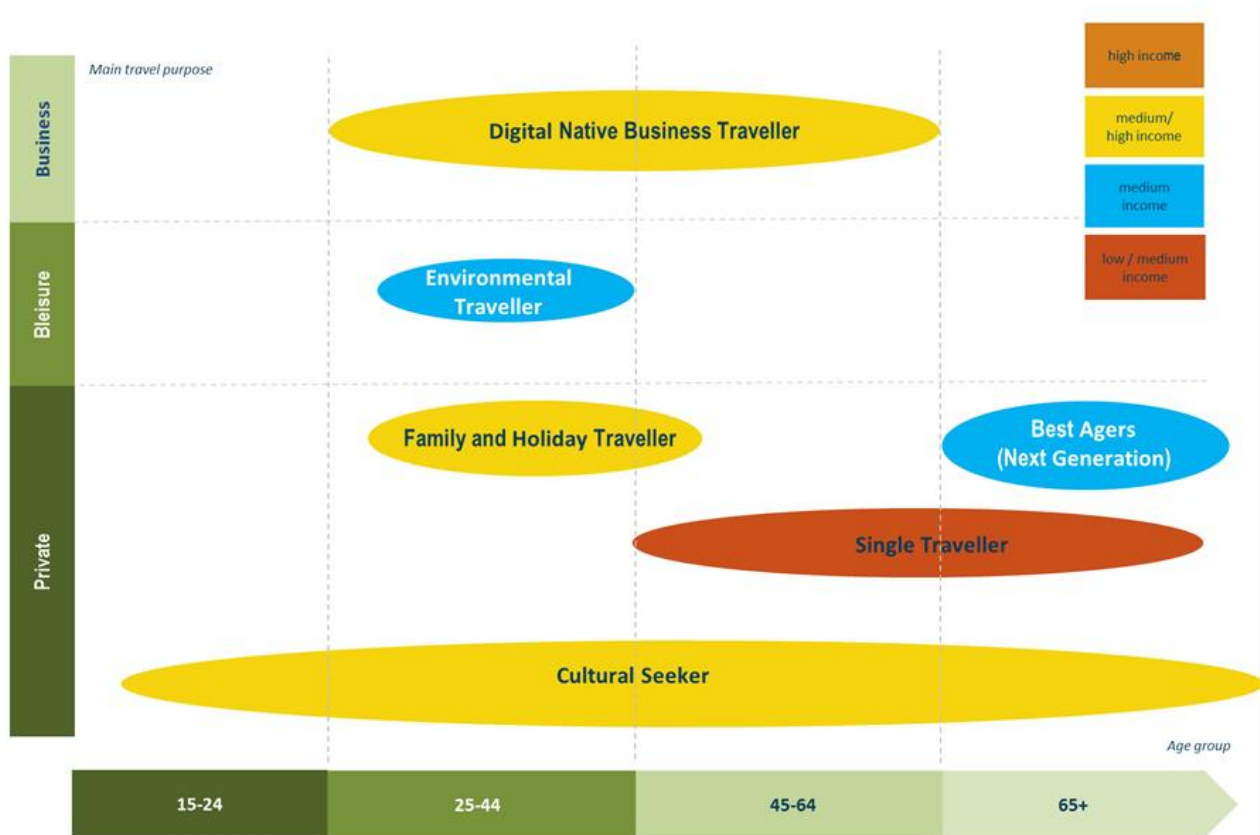 Main travel purpose
high income
medium/
high income
medium
income
low / medium
income
Business
Digital Native Business Traveller
Bleisure
Environmental
Traveller
Private
Family and Holiday Traveller
Best Agers
(Next Generation)
Single Traveller
Cultural Seeker
Age group
15-24
25-44
45-64
65+